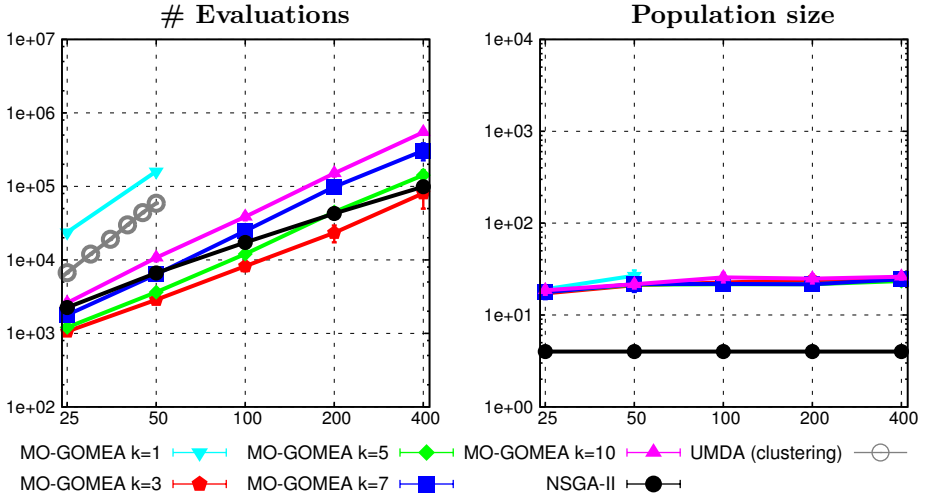 # Evaluations
Population size
1e+07
1e+06
1e+05
1e+04
1e+03
1e+02
25 50 100 200 400
1e+04
1e+03
1e+02
1e+01
1e+00
25 50 100 200 400
MO-GOMEA k=1 MO-GOMEA k=5 MO-GOMEA k=10 UMDA (clustering)
MO-GOMEA k=3 MO-GOMEA k=7 NSGA-II